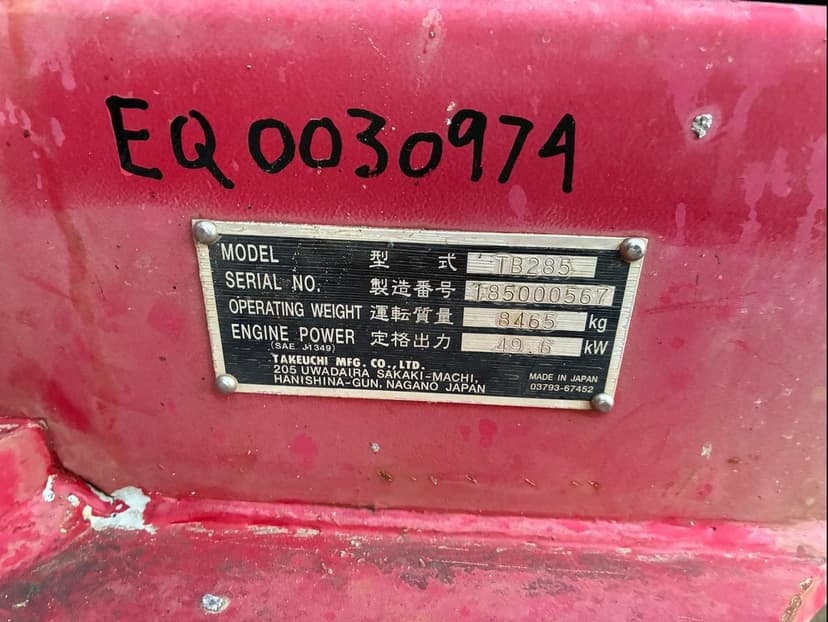 EQ0030974
MODEL 型 式 TB285
SERIAL NO. 製造番号 185000567
OPERATING WEIGHT 運転質量 8465 kg
ENGINE POWER 定格出力 49.6 kW
(SAE J1349)
TAKEUCHI MFG. CO., LTD.
205 UWADAIRA SAKAKI-MACHI,
HANISHINA-GUN, NAGANO JAPAN
MADE IN JAPAN
03793-67452